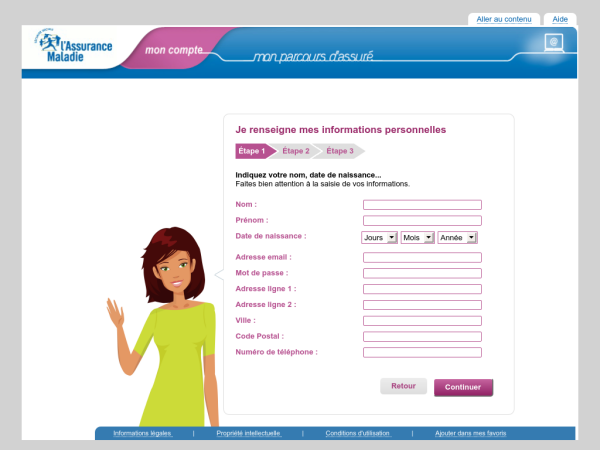 Aller au contenu Aide
l'Assurance
Maladie
mon compte
mon parcours d'assuré
Je renseigne mes informations personnelles
Étape 1 Étape 2 Étape 3
Indiquez votre nom, date de naissance...
Faites bien attention à la saisie de vos informations.
Nom :
Prénom :
Date de naissance : Jours Mois Année
Adresse email :
Mot de passe :
Adresse ligne 1 :
Adresse ligne 2 :
Ville :
Code Postal :
Numéro de téléphone :
Retour Continuer
Informations légales | Propriété intellectuelle | Conditions d'utilisation | Ajouter dans mes favoris